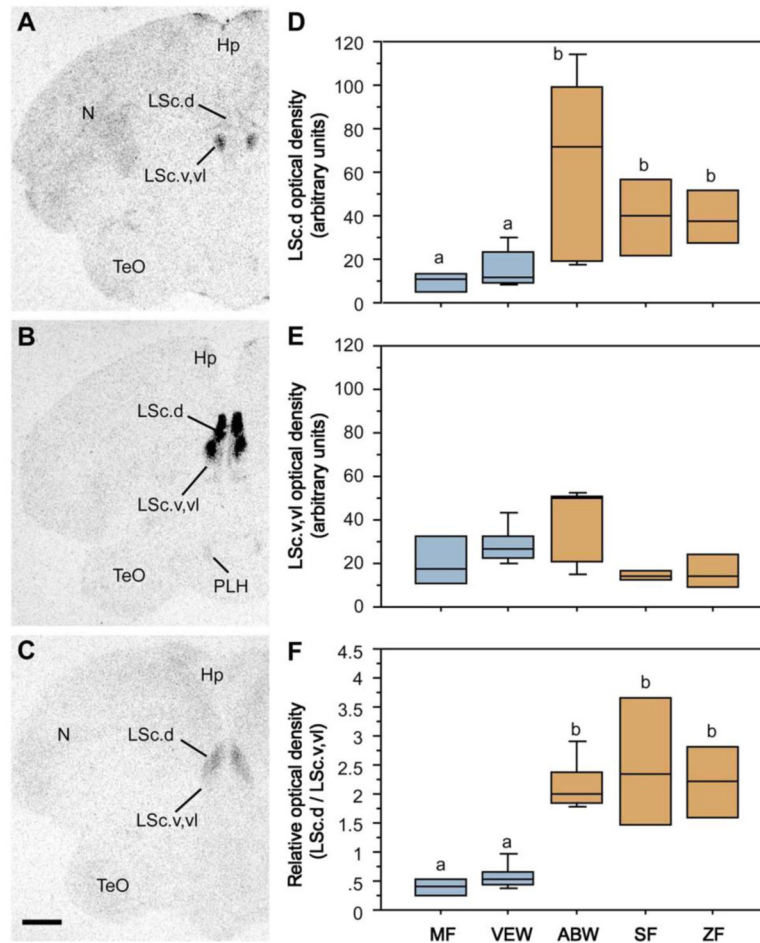 A
Hp
LSc.d
N
LSc.v,vl
TeO
B
Hp
LSc.d
LSc.v,vl
TeO
PLH
C
Hp
N
LSc.d
LSc.v,vl
TeO
D
LSc.d optical density
(arbitrary units)
120
100
80
60
40
20
0
a
a
b
b
b
E
LSc.v,vl optical density
(arbitrary units)
120
100
80
60
40
20
0
F
Relative optical density
(LSc.d / LSc.v,vl)
4.5
4
3.5
3
2.5
2
1.5
1
.5
0
a
a
b
b
b
MF VEW ABW SF ZF